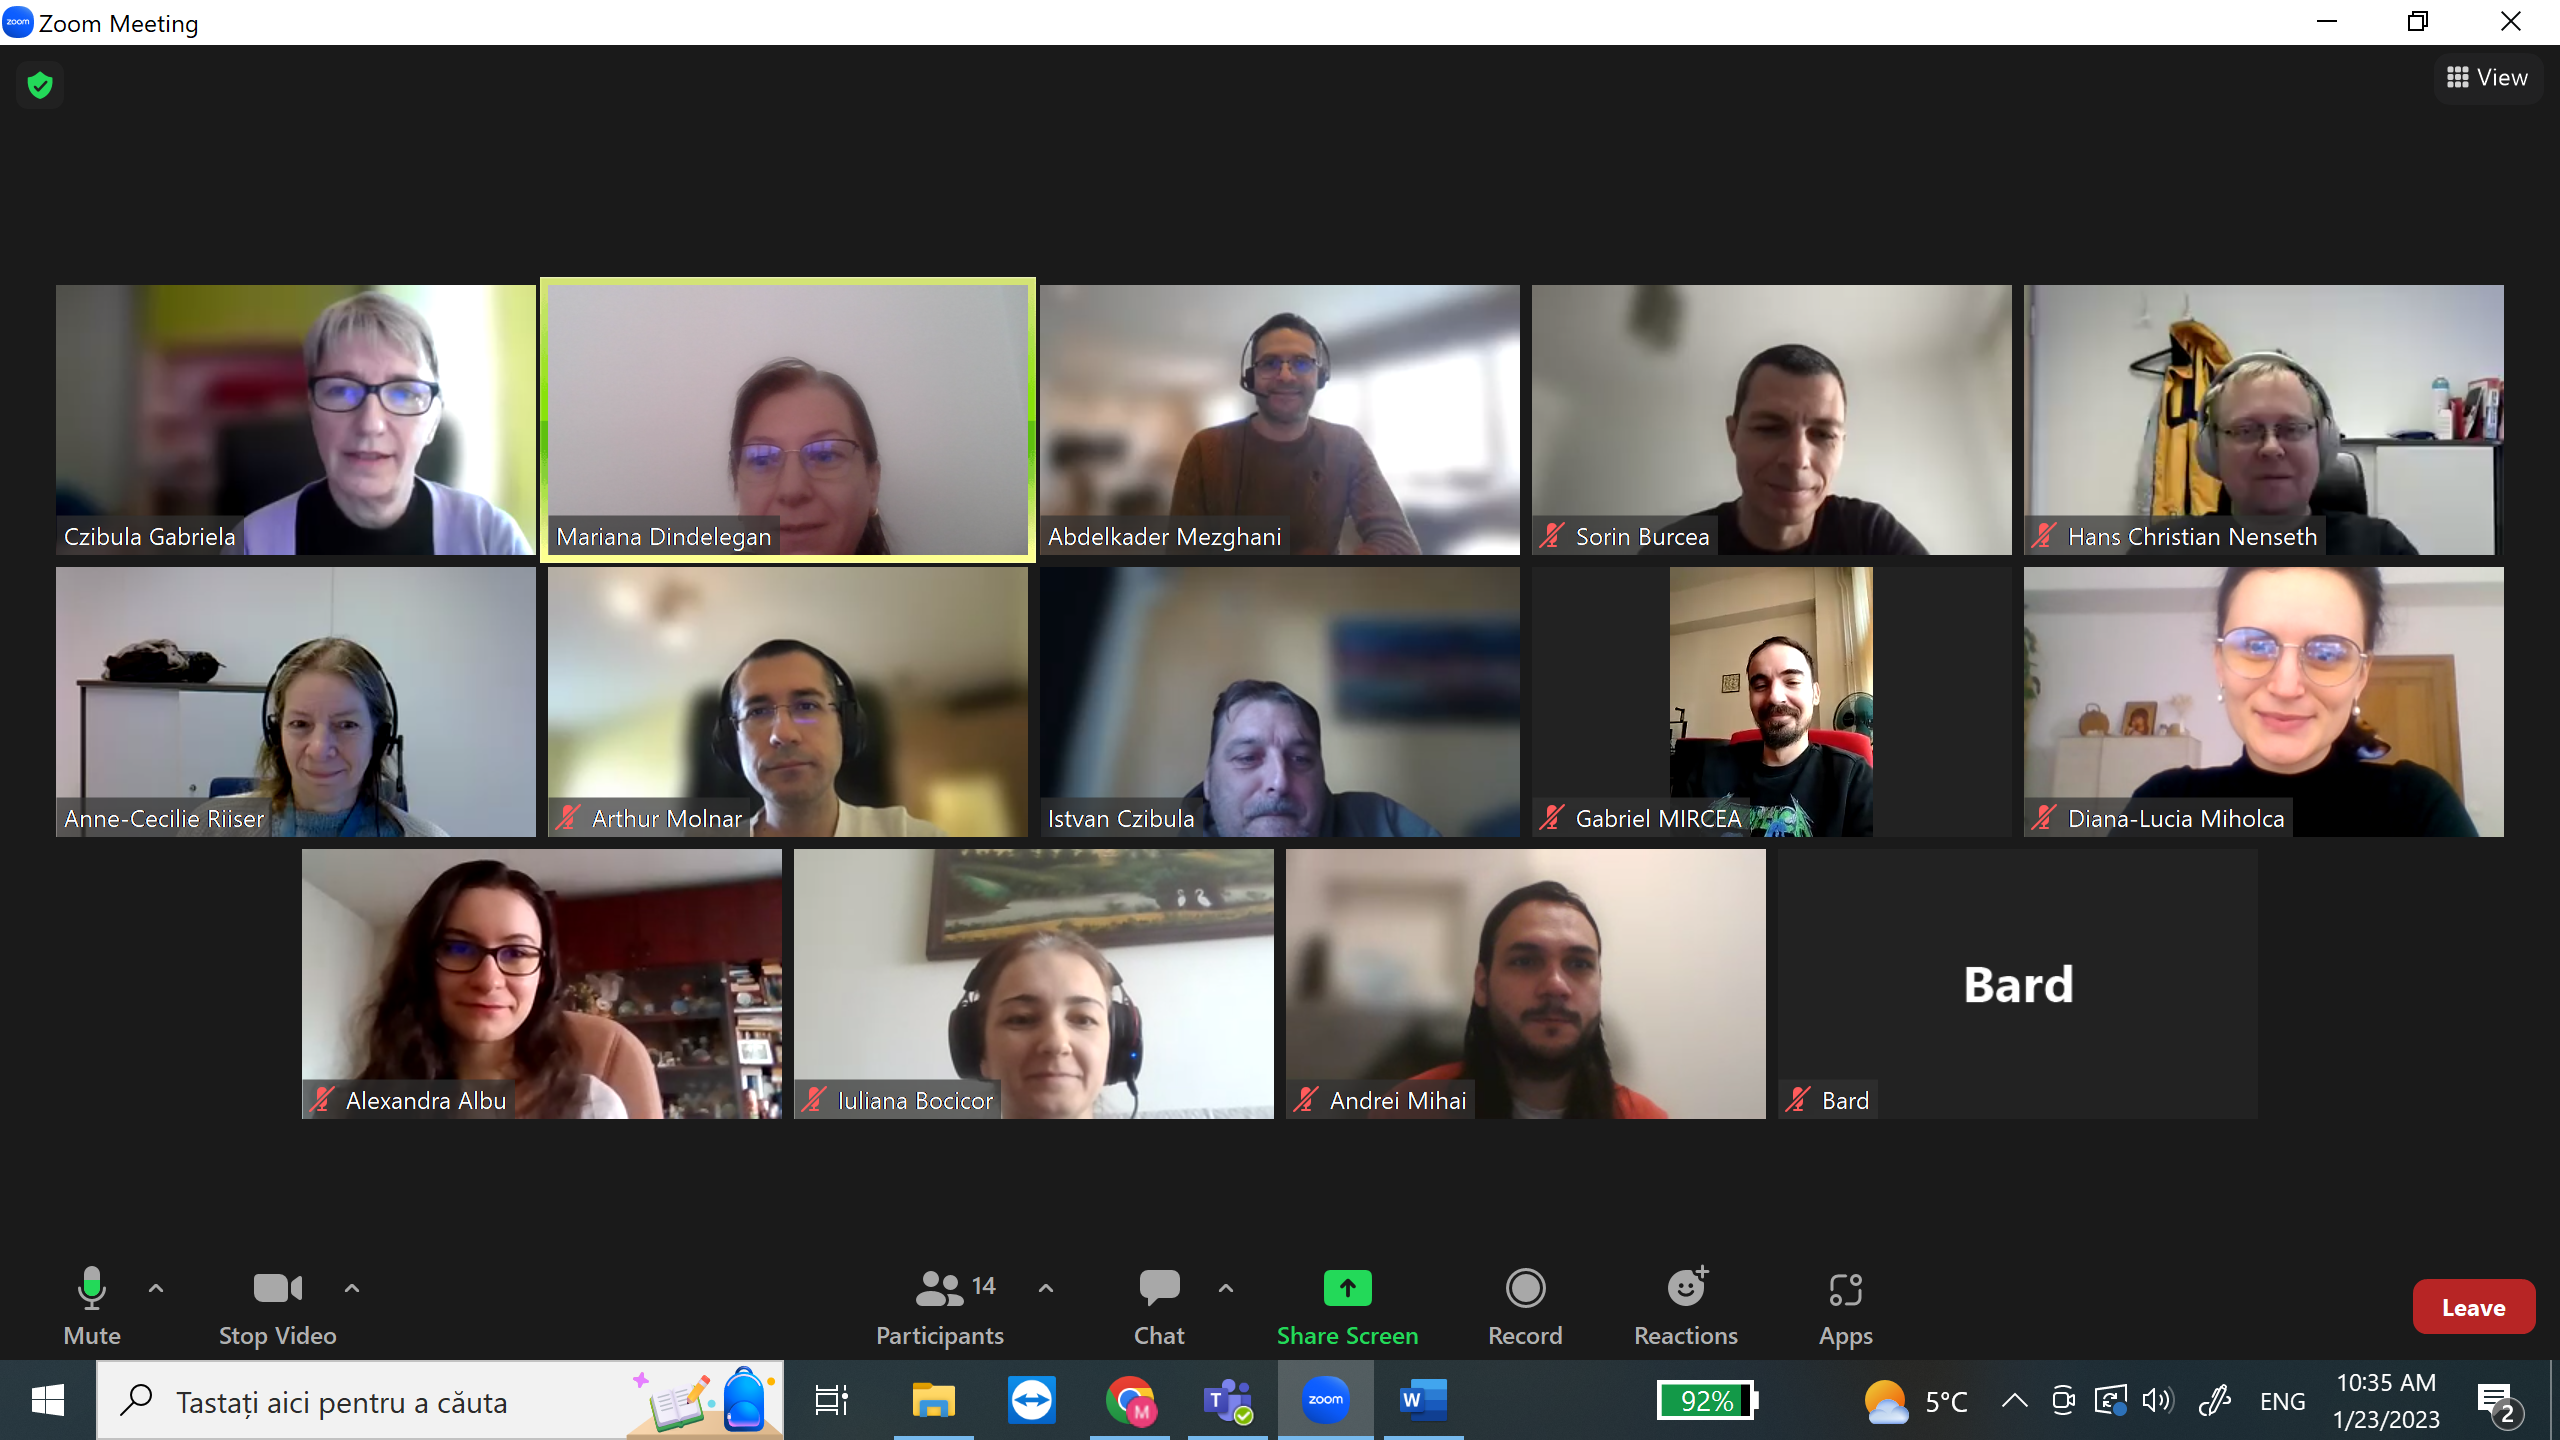 zoom Zoom Meeting
View
Czibula Gabriela
Mariana Dindelegan
Abdelkader Mezghani
Sorin Burcea
Hans Christian Nenseth
Anne-Cecilie Riiser
Arthur Molnar
Istvan Czibula
Gabriel MIRCEA
Diana-Lucia Miholca
Alexandra Albu
Iuliana Bocicor
Andrei Mihai
Bard
Bard
14
Mute
Stop Video
Participants
Chat
Share Screen
Record
Reactions
Apps
Leave
Tastați aici pentru a căuta
M
T
zoom
W
92%
5°C
ENG
10:35 AM
1/23/2023
2